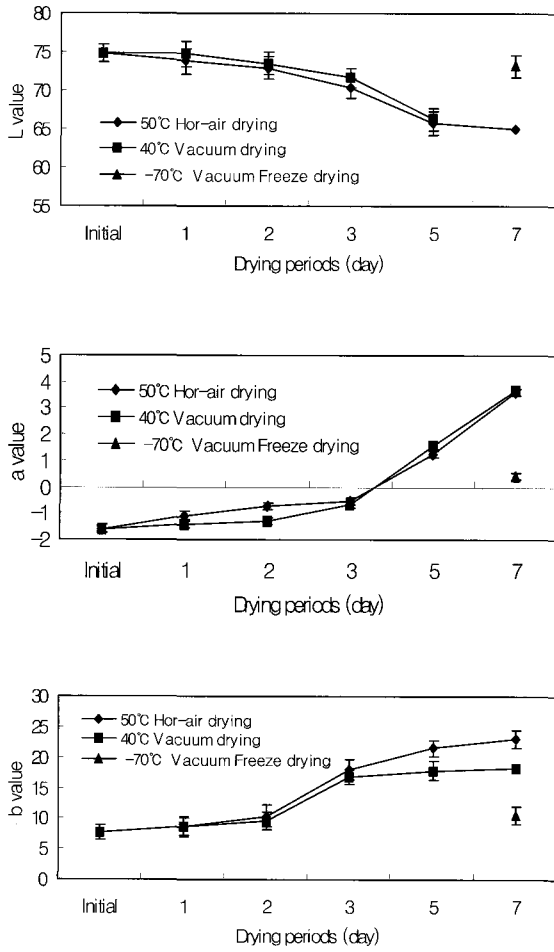 80
75
70
65
60
55
L value
50℃ Hor-air drying
40℃ Vacuum drying
-70℃ Vacuum Freeze drying
Initial 1 2 3 5 7
Drying periods (day)
5
4
3
2
1
0
-1
-2
a value
50℃ Hor-air drying
40℃ Vacuum drying
-70℃ Vacuum Freeze drying
Initial 1 2 3 5 7
Drying periods (day)
30
25
20
15
10
5
0
b value
50℃ Hor-air drying
40℃ Vacuum drying
-70℃ Vacuum Freeze drying
Initial 1 2 3 5 7
Drying periods (day)